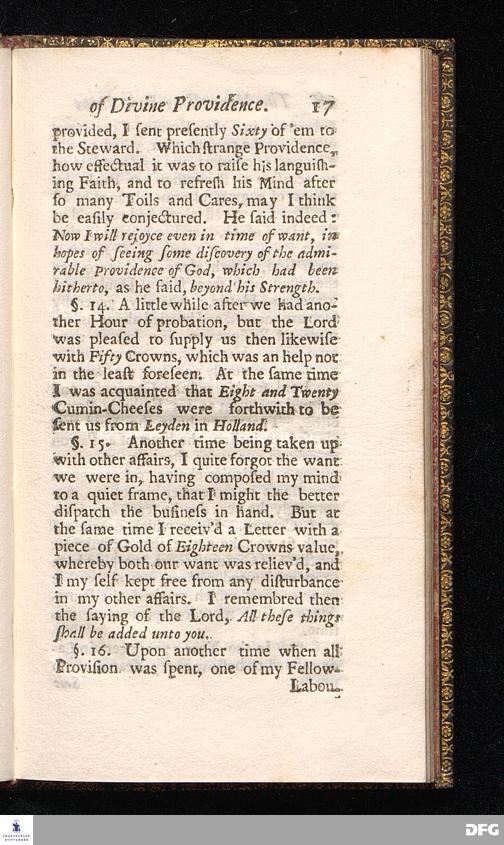 of Divine Providence. 17
provided, I ſent preſently Sixty of 'em to
the Steward. Which ſtrange Providence,
how effectual it was to raiſe his languiſh-
ing Faith, and to refreſh his Mind after
ſo many Toils and Cares, may I think
be eaſily conjectured. He ſaid indeed:
Now I will rejoyce even in time of want, in
hopes of ſeeing ſome diſcovery of the admi-
rable Providence of God, which had been
hitherto, as he ſaid, beyond his Strength.
§. 14. A little while after we had ano-
ther Hour of probation, but the Lord
was pleaſed to ſupply us then likewiſe
with Fifty Crowns, which was an help not
in the leaſt foreſeen. At the ſame time
I was acquainted that Eight and Twenty
Cumin-Cheeſes were forthwith to be
ſent us from Leyden in Holland.
§. 15. Another time being taken up
with other affairs, I quite forgot the want
we were in, having compoſed my mind
to a quiet frame, that I might the better
diſpatch the buſineſs in hand. But at
the ſame time I receiv'd a Letter with a
piece of Gold of Eighteen Crowns value,
whereby both our want was reliev'd, and
I my ſelf kept free from any diſturbance
in my other affairs. I remembred then
the ſaying of the Lord, All theſe things
ſhall be added unto you.
§. 16. Upon another time when all
Proviſion was ſpent, one of my Fellow-
Labou-
FRANCKESCHE
STIFTUNGEN
DFG